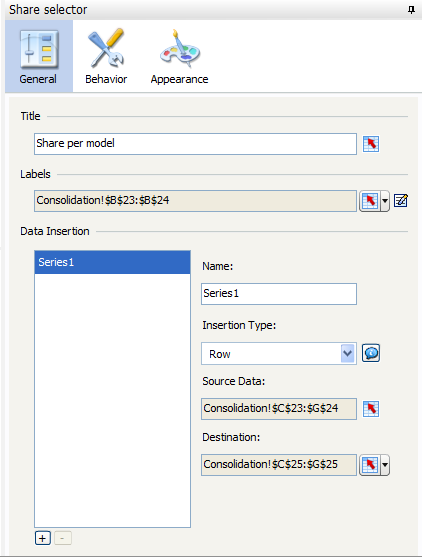 Share selector
General Behavior Appearance
Title
Share per model
Labels
Consolidation!$B$23:$B$24
Data Insertion
Series1
Name:
Series1
Insertion Type:
Row
Source Data:
Consolidation!$C$23:$G$24
Destination:
Consolidation!$C$25:$G$25
+ -